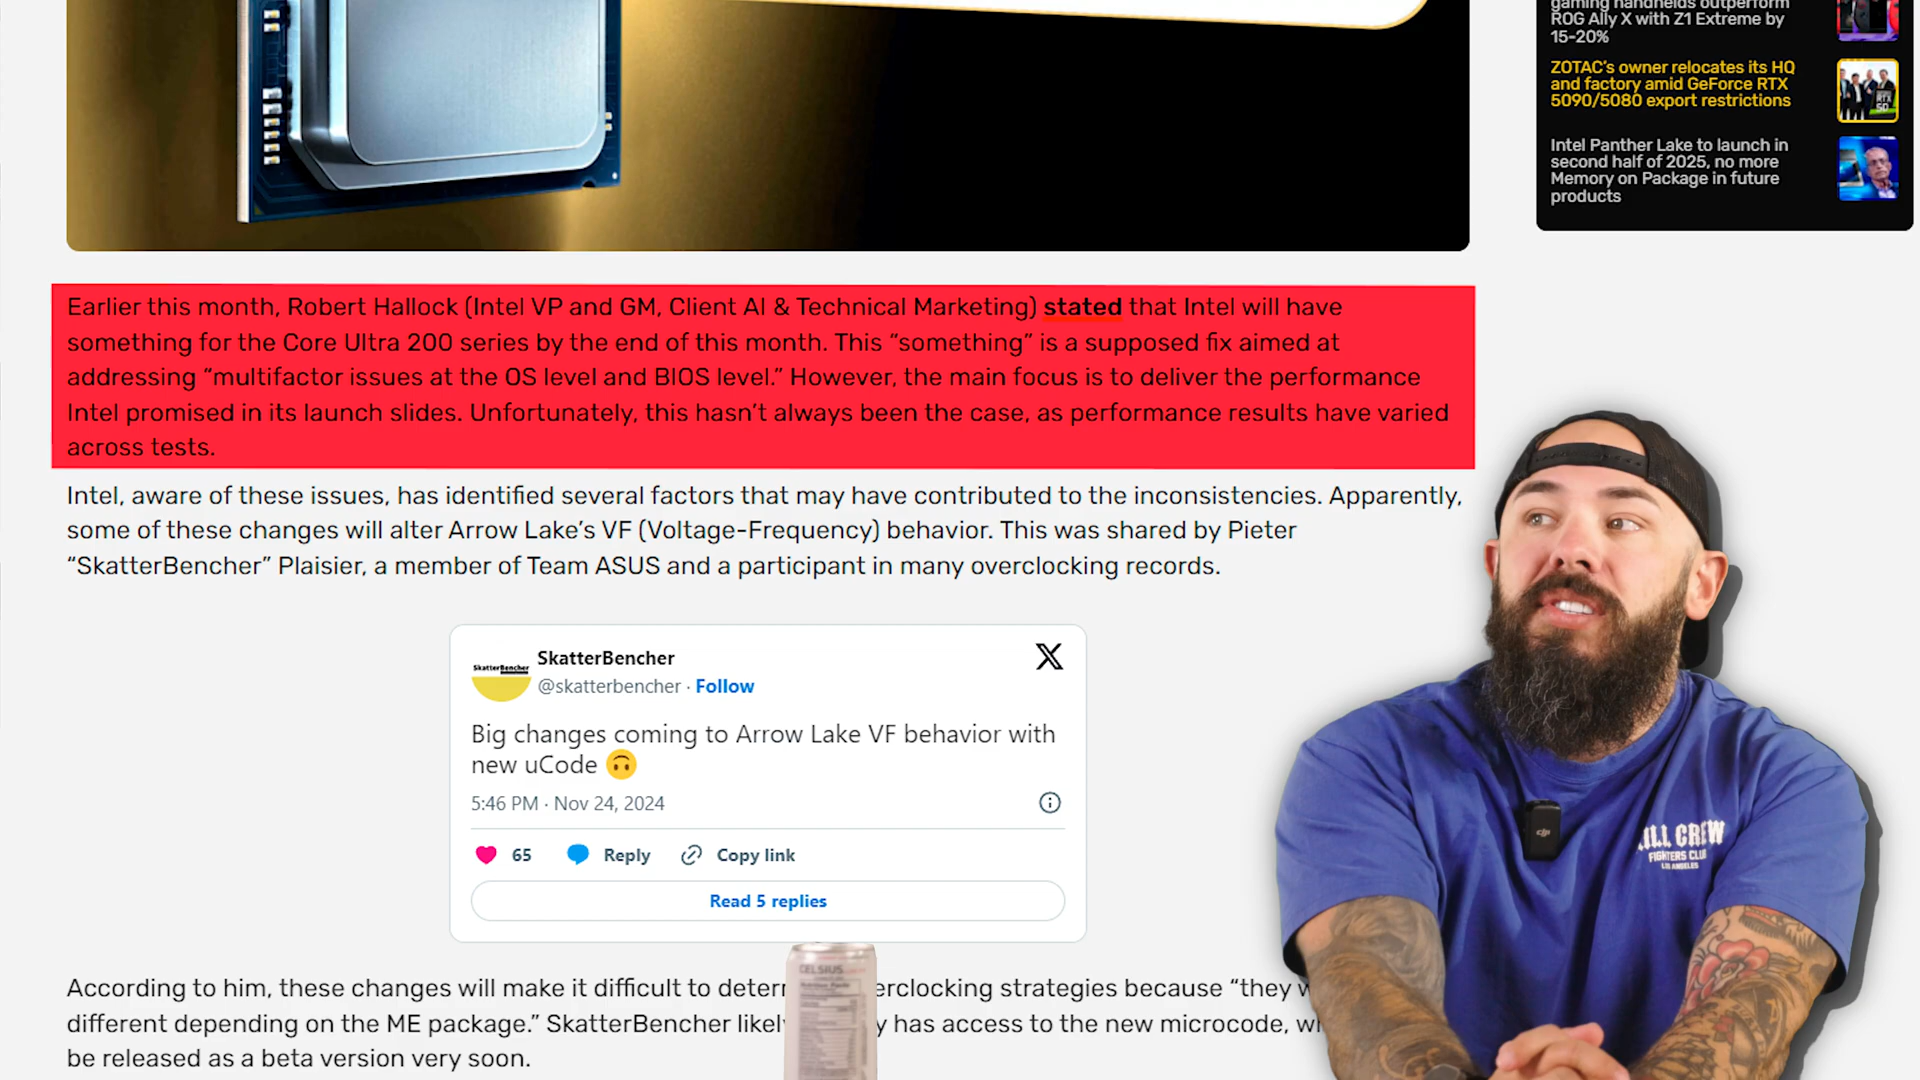 gaming handhelds outperform
ROG Ally X with Z1 Extreme by
15-20%
ZOTAC's owner relocates its HQ
and factory amid GeForce RTX
5090/5080 export restrictions
Intel Panther Lake to launch in
second half of 2025, no more
Memory on Package in future
products
Earlier this month, Robert Hallock (Intel VP and GM, Client AI & Technical Marketing) stated that Intel will have
something for the Core Ultra 200 series by the end of this month. This “something” is a supposed fix aimed at
addressing “multifactor issues at the OS level and BIOS level.” However, the main focus is to deliver the performance
Intel promised in its launch slides. Unfortunately, this hasn’t always been the case, as performance results have varied
across tests.
Intel, aware of these issues, has identified several factors that may have contributed to the inconsistencies. Apparently,
some of these changes will alter Arrow Lake’s VF (Voltage-Frequency) behavior. This was shared by Pieter
“SkatterBencher” Plaisier, a member of Team ASUS and a participant in many overclocking records.
SkatterBencher
SkatterBencher
@skatterbencher · Follow
X
Big changes coming to Arrow Lake VF behavior with
new uCode 🙃
5:46 PM · Nov 24, 2024
65 Reply Copy link
Read 5 replies
According to him, these changes will make it difficult to deter erclocking strategies because “they w
different depending on the ME package.” SkatterBencher likel y has access to the new microcode, w
be released as a beta version very soon.
CELSIUS
Nutrition Facts
dji
ILL CREW
FIGHTERS CLU
LOS ANGELES